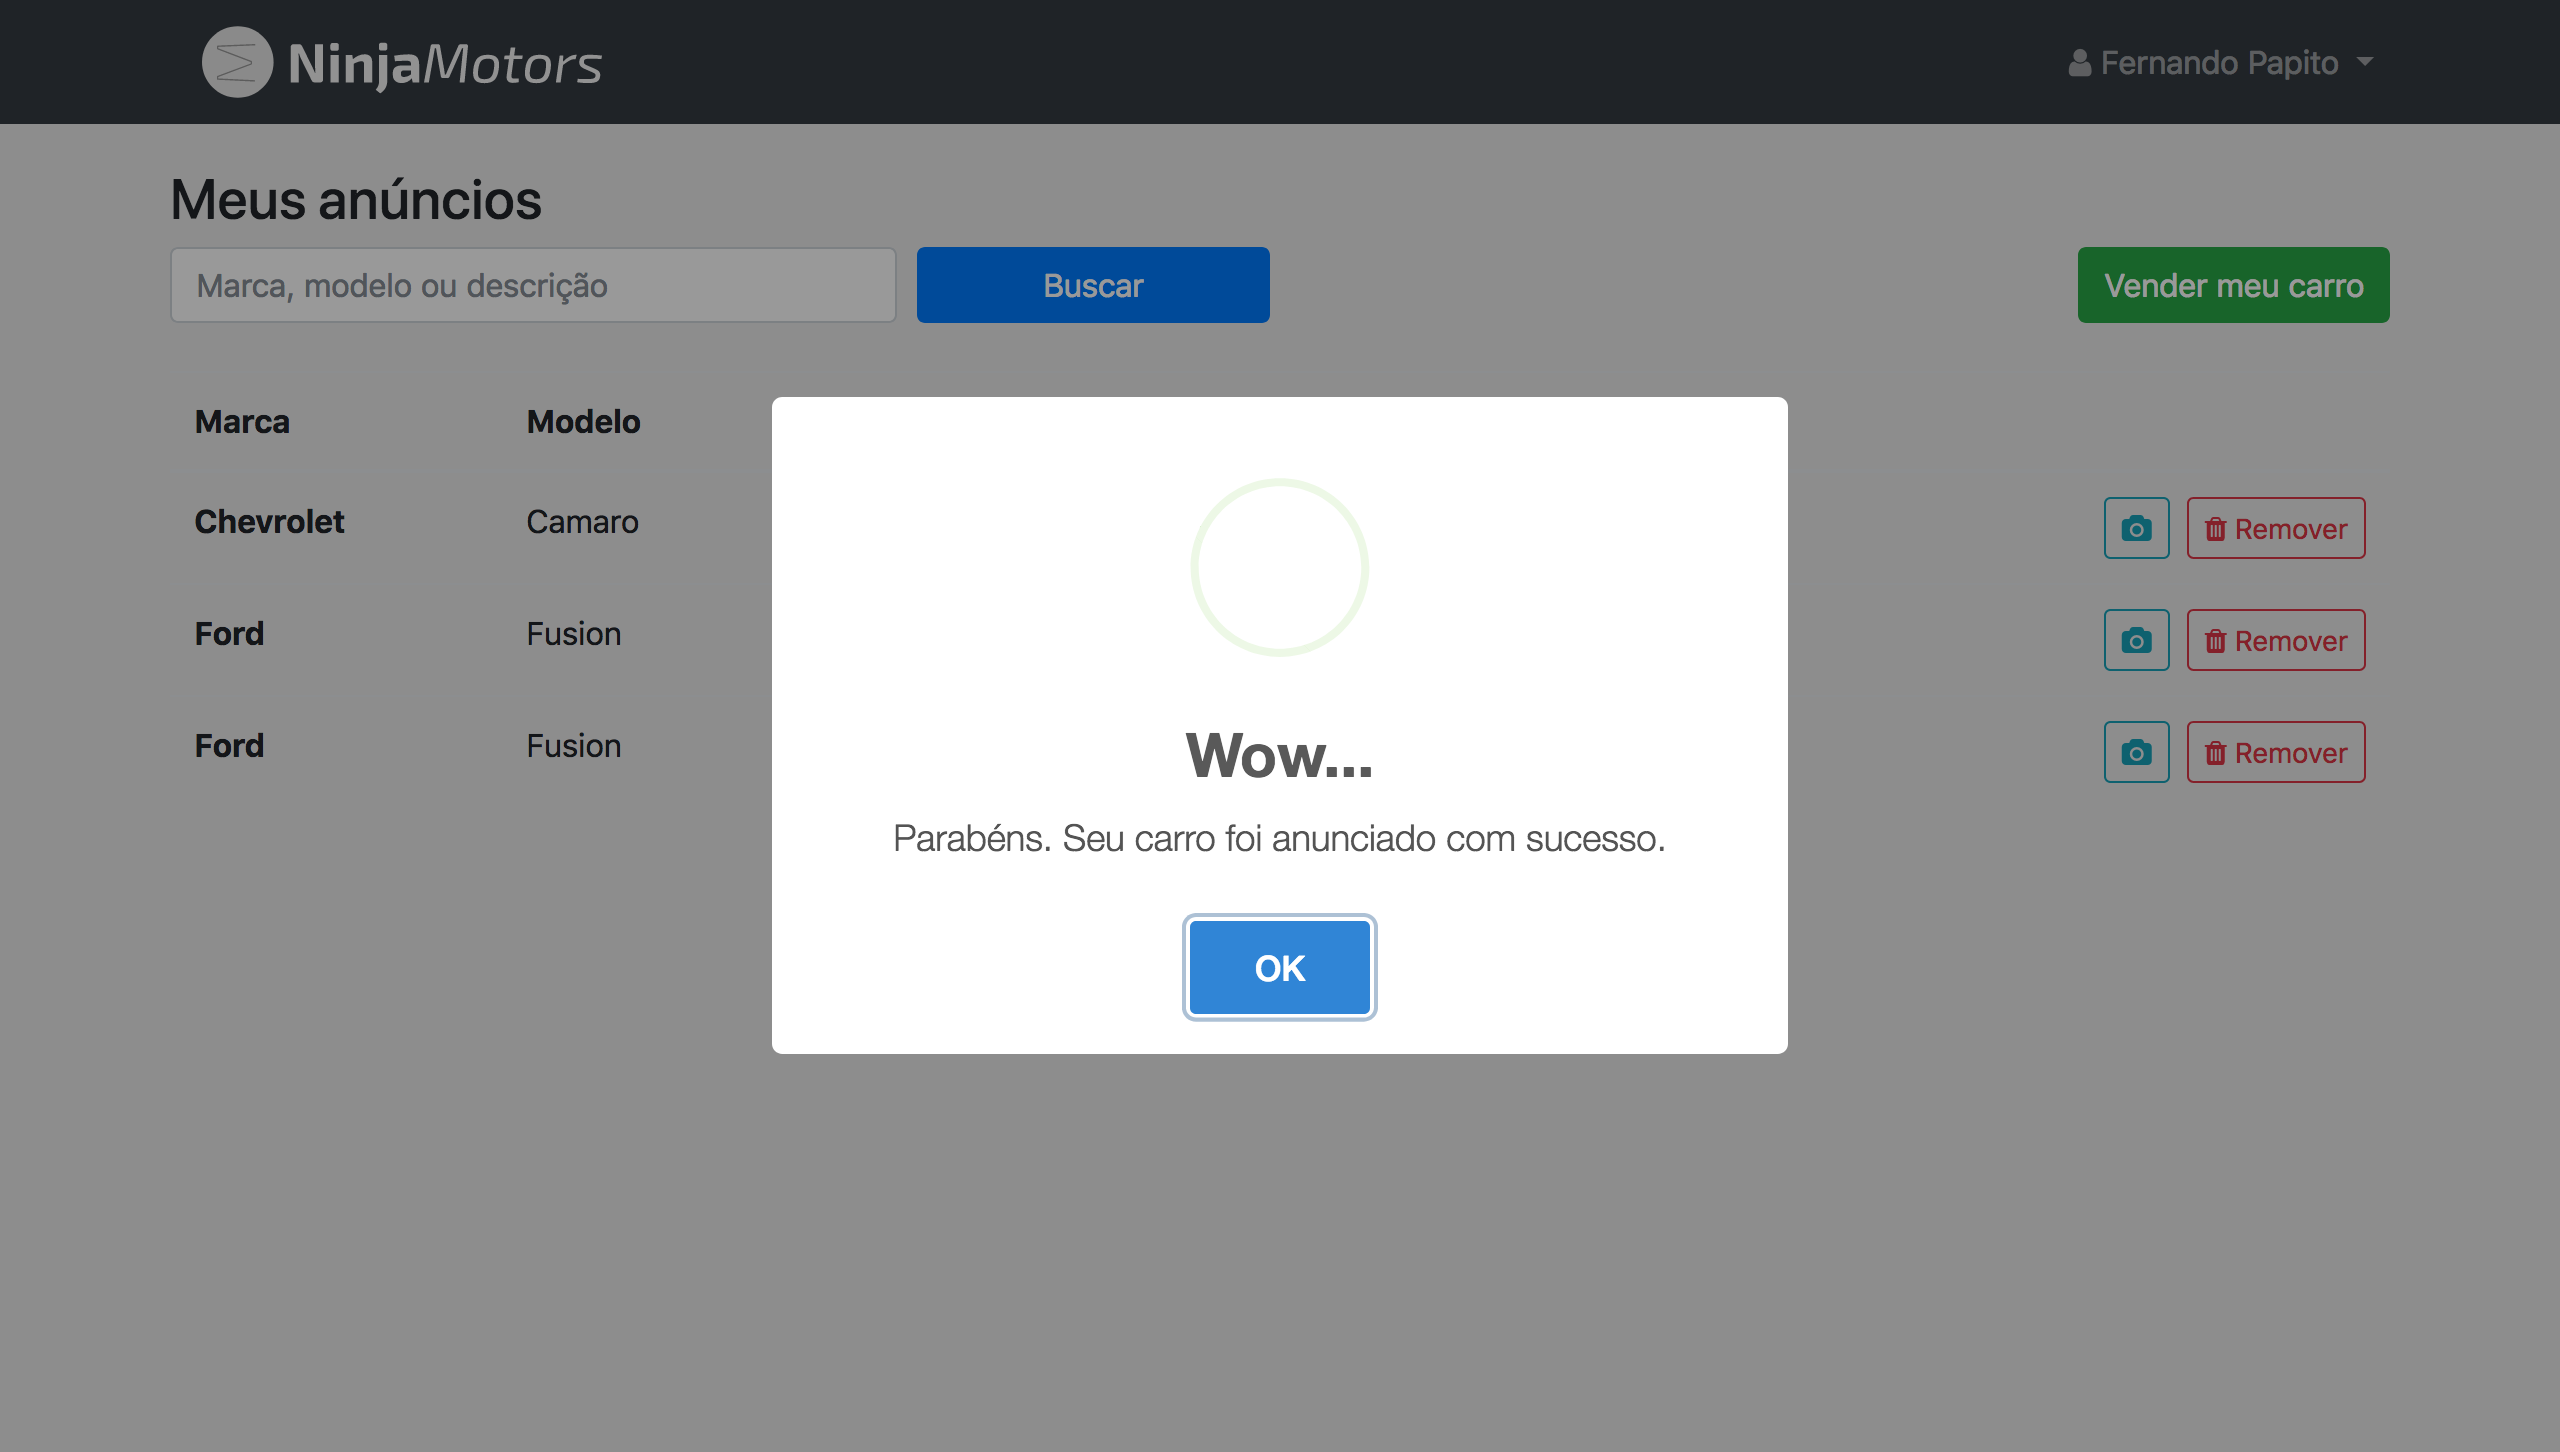 NinjaMotors
Fernando Papito
Meus anúncios
Marca, modelo ou descrição
Buscar
Vender meu carro
Marca Modelo
Chevrolet Camaro Remover
Ford Fusion Remover
Ford Fusion Remover
Wow...
Parabéns. Seu carro foi anunciado com sucesso.
OK